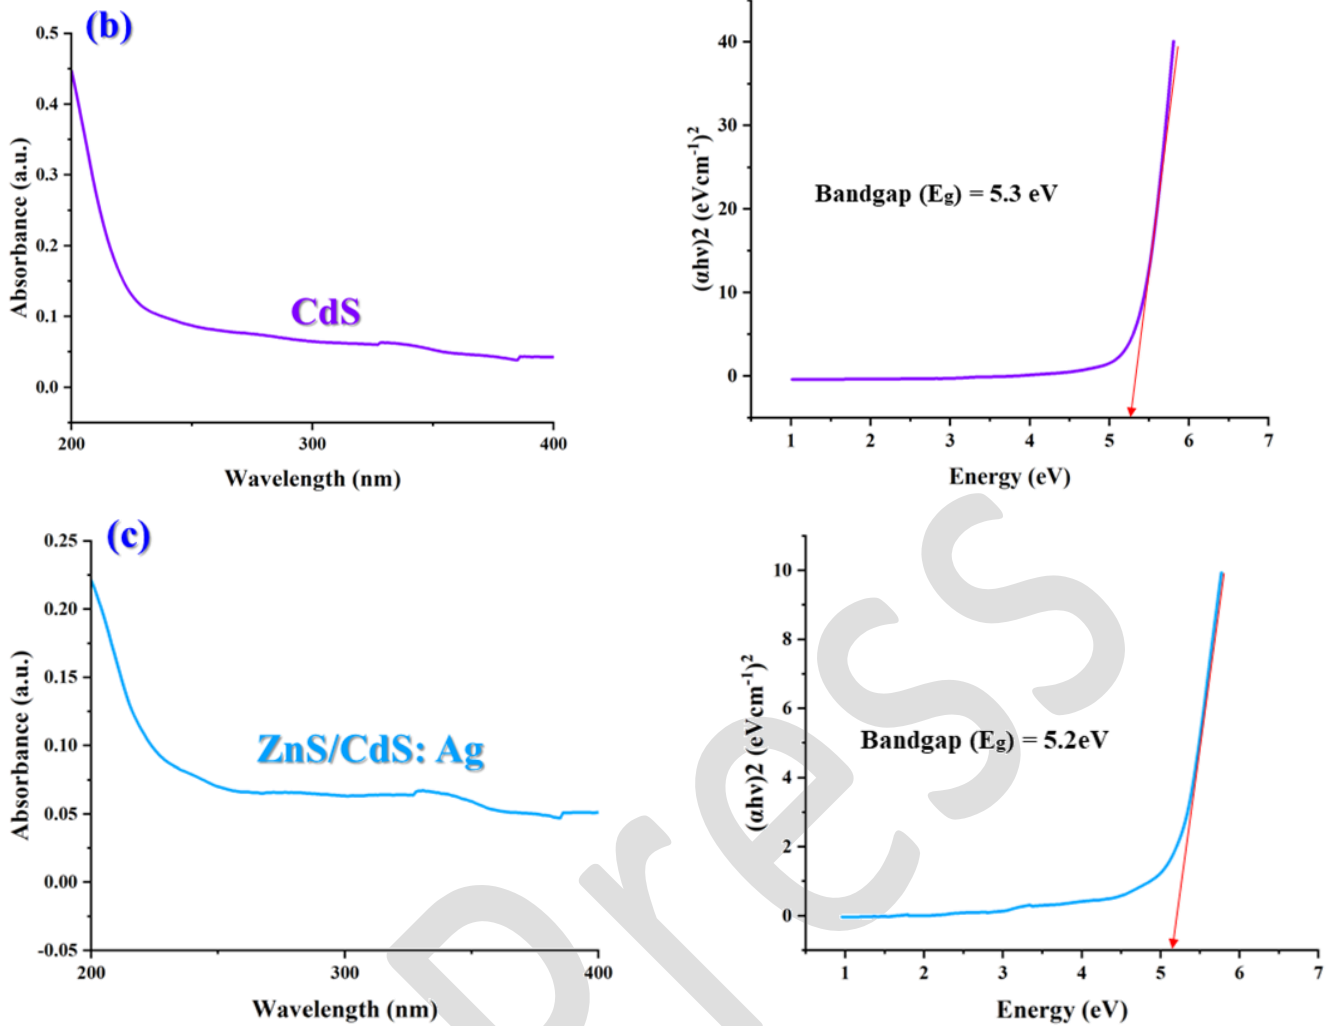 (b)
0.5
0.4
0.3
0.2
0.1
0.0
Absorbance (a.u.)
CdS
200
300
400
Wavelength (nm)
40
30
20
10
0
(αhν)2 (eVcm⁻¹)²
Bandgap (Eg) = 5.3 eV
1
2
3
4
5
6
7
Energy (eV)
(c)
0.25
0.20
0.15
0.10
0.05
0.00
-0.05
Absorbance (a.u.)
ZnS/CdS: Ag
200
300
400
Wavelength (nm)
10
8
6
4
2
0
(αhν)2 (eVcm⁻¹)²
Bandgap (Eg) = 5.2eV
1
2
3
4
5
6
7
Energy (eV)
Press